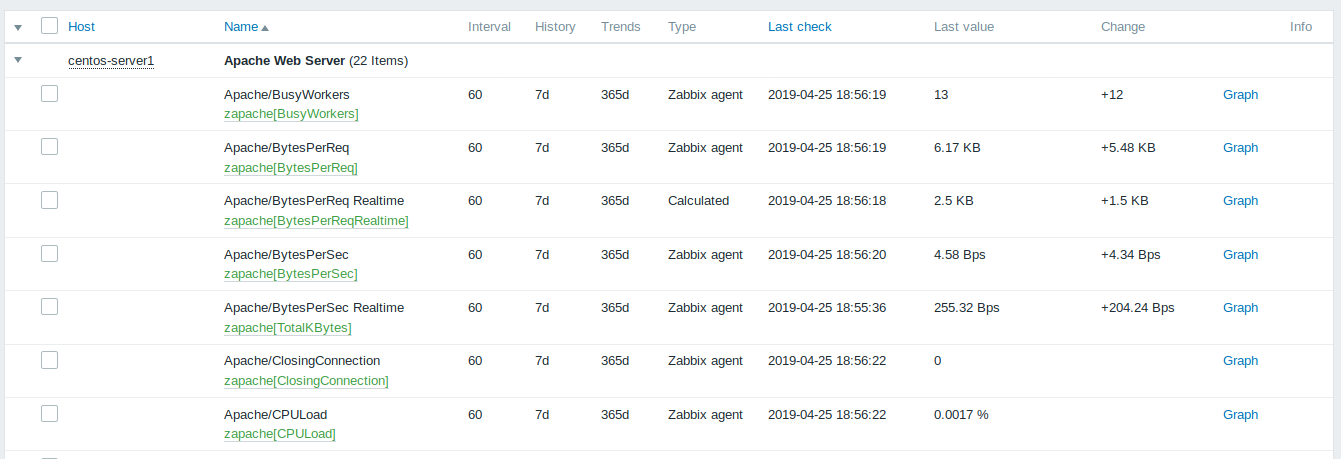 Host Name Interval History Trends Type Last check Last value Change Info
centos-server1 Apache Web Server (22 Items)
Apache/BusyWorkers 60 7d 365d Zabbix agent 2019-04-25 18:56:19 13 +12 Graph
zapache[BusyWorkers]
Apache/BytesPerReq 60 7d 365d Zabbix agent 2019-04-25 18:56:19 6.17 KB +5.48 KB Graph
zapache[BytesPerReq]
Apache/BytesPerReq Realtime 60 7d 365d Calculated 2019-04-25 18:56:18 2.5 KB +1.5 KB Graph
zapache[BytesPerReqRealtime]
Apache/BytesPerSec 60 7d 365d Zabbix agent 2019-04-25 18:56:20 4.58 Bps +4.34 Bps Graph
zapache[BytesPerSec]
Apache/BytesPerSec Realtime 60 7d 365d Zabbix agent 2019-04-25 18:55:36 255.32 Bps +204.24 Bps Graph
zapache[TotalKBytes]
Apache/ClosingConnection 60 7d 365d Zabbix agent 2019-04-25 18:56:22 0 Graph
zapache[ClosingConnection]
Apache/CPULoad 60 7d 365d Zabbix agent 2019-04-25 18:56:22 0.0017 % Graph
zapache[CPULoad]